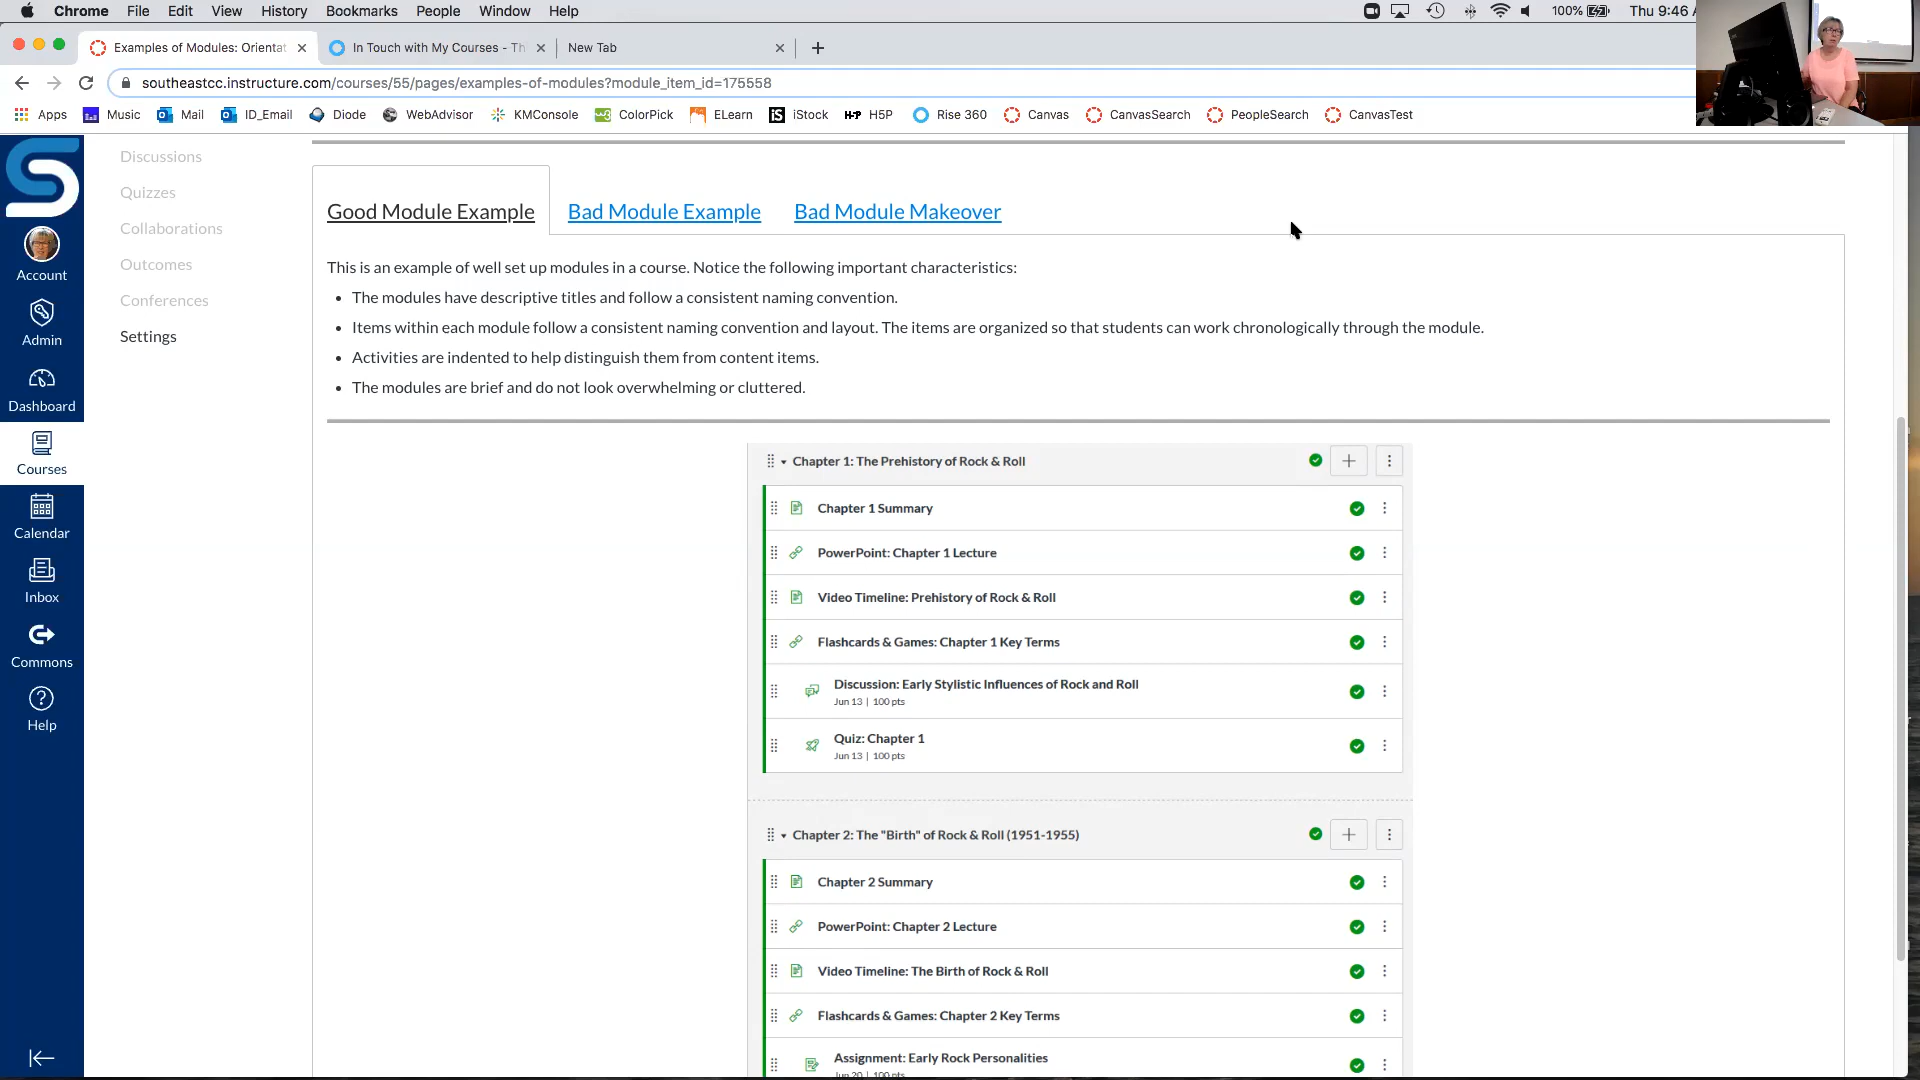 Chrome File Edit View History Bookmarks People Window Help 100% Thu 9:46
Examples of Modules: Orientat In Touch with My Courses - Th New Tab
southeastcc.instructure.com/courses/55/pages/examples-of-modules?module_item_id=175558
Apps Music Mail ID_Email Diode WebAdvisor KMConsole ColorPick ELearn iStock H5P Rise 360 Canvas CanvasSearch PeopleSearch CanvasTest
Account
Admin
Dashboard
Courses
Calendar
Inbox
Commons
Help
Discussions
Quizzes
Collaborations
Outcomes
Conferences
Settings
Good Module Example Bad Module Example Bad Module Makeover
This is an example of well set up modules in a course. Notice the following important characteristics:
• The modules have descriptive titles and follow a consistent naming convention.
• Items within each module follow a consistent naming convention and layout. The items are organized so that students can work chronologically through the module.
• Activities are indented to help distinguish them from content items.
• The modules are brief and do not look overwhelming or cluttered.
Chapter 1: The Prehistory of Rock & Roll
Chapter 1 Summary
PowerPoint: Chapter 1 Lecture
Video Timeline: Prehistory of Rock & Roll
Flashcards & Games: Chapter 1 Key Terms
Discussion: Early Stylistic Influences of Rock and Roll
Jun 13 | 100 pts
Quiz: Chapter 1
Jun 13 | 100 pts
Chapter 2: The "Birth" of Rock & Roll (1951-1955)
Chapter 2 Summary
PowerPoint: Chapter 2 Lecture
Video Timeline: The Birth of Rock & Roll
Flashcards & Games: Chapter 2 Key Terms
Assignment: Early Rock Personalities
Jun 20 | 100 pts